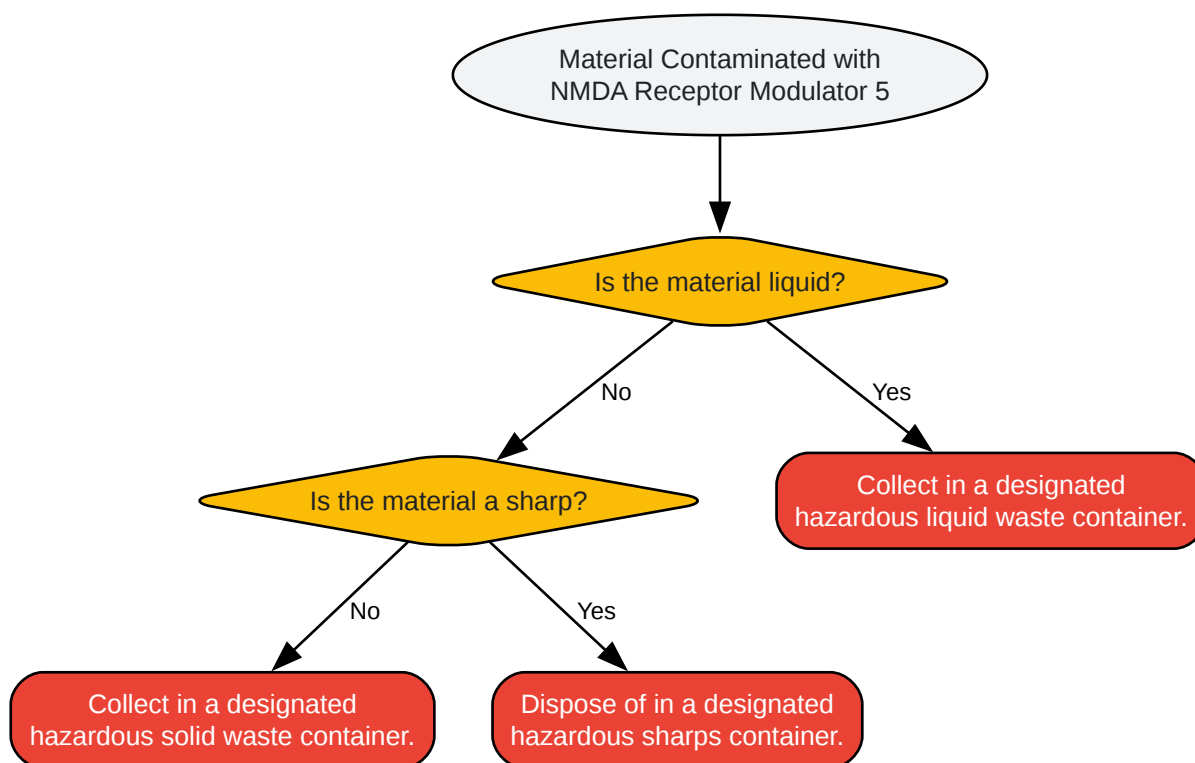 Material Contaminated with
NMDA Receptor Modulator 5
Is the material liquid?
No
Yes
Is the material a sharp?
Collect in a designated
hazardous liquid waste container.
No
Yes
Collect in a designated
hazardous solid waste container.
Dispose of in a designated
hazardous sharps container.